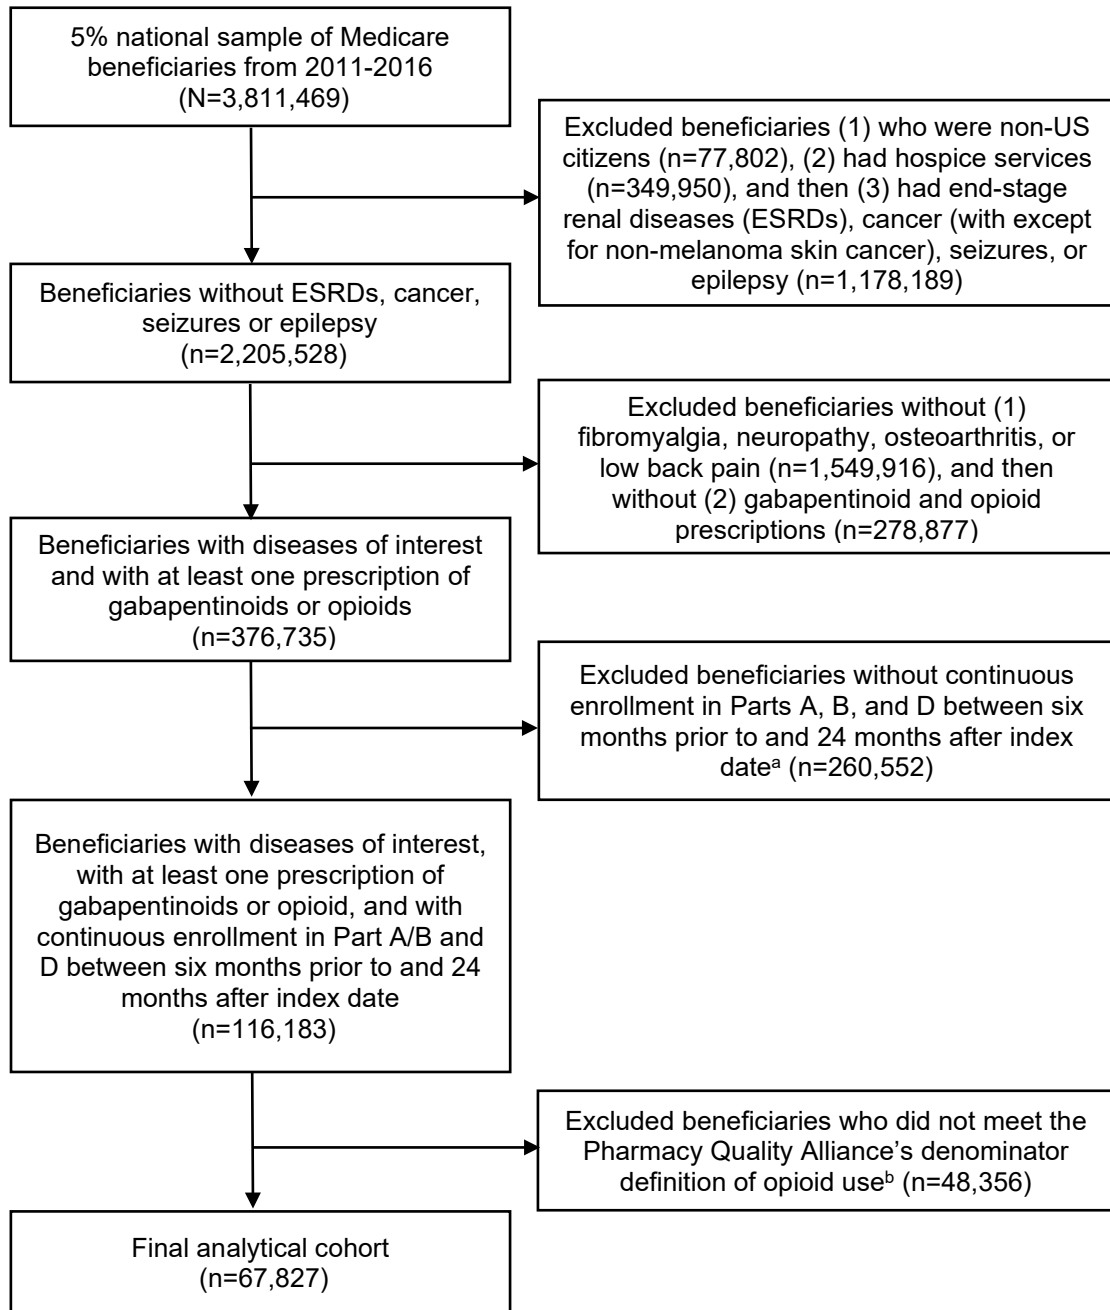 5% national sample of Medicare
beneficiaries from 2011-2016
(N=3,811,469)
Excluded beneficiaries (1) who were non-US
citizens (n=77,802), (2) had hospice services
(n=349,950), and then (3) had end-stage
renal diseases (ESRDs), cancer (with except
for non-melanoma skin cancer), seizures, or
epilepsy (n=1,178,189)
Beneficiaries without ESRDs, cancer,
seizures or epilepsy
(n=2,205,528)
Excluded beneficiaries without (1)
fibromyalgia, neuropathy, osteoarthritis, or
low back pain (n=1,549,916), and then
without (2) gabapentinoid and opioid
prescriptions (n=278,877)
Beneficiaries with diseases of interest
and with at least one prescription of
gabapentinoids or opioids
(n=376,735)
Excluded beneficiaries without continuous
enrollment in Parts A, B, and D between six
months prior to and 24 months after index
dateᵃ (n=260,552)
Beneficiaries with diseases of interest,
with at least one prescription of
gabapentinoids or opioid, and with
continuous enrollment in Part A/B and
D between six months prior to and 24
months after index date
(n=116,183)
Excluded beneficiaries who did not meet the
Pharmacy Quality Alliance’s denominator
definition of opioid useᵇ (n=48,356)
Final analytical cohort
(n=67,827)